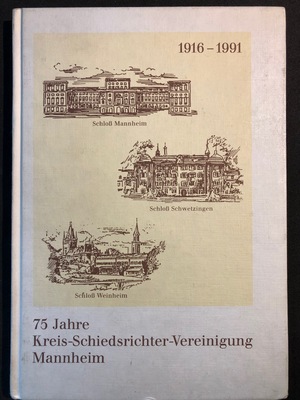 1916 – 1991
Schloß Mannheim
Schloß Schwetzingen
Schloß Weinheim
75 Jahre
Kreis-Schiedsrichter-Vereinigung
Mannheim